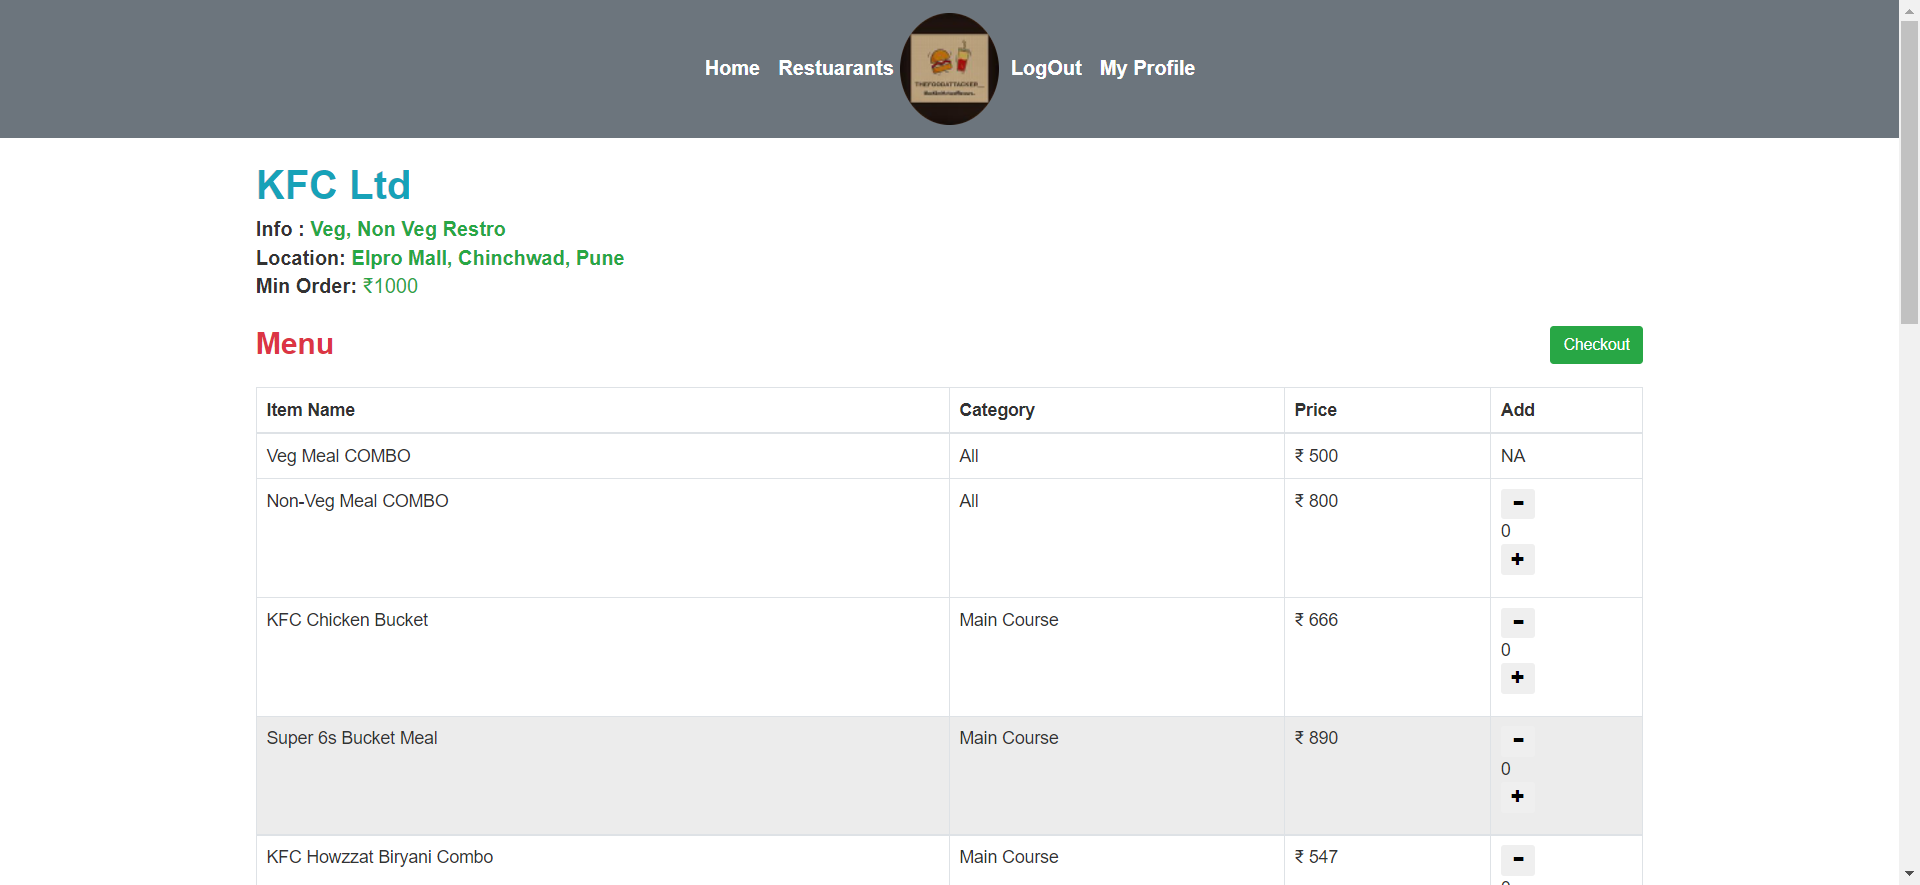 Home Restuarants LogOut My Profile
THEFOODATTACKER__
KFC Ltd
Info : Veg, Non Veg Restro
Location: Elpro Mall, Chinchwad, Pune
Min Order: ₹1000
Menu
Checkout
Item Name Category Price Add
Veg Meal COMBO All ₹ 500 NA
Non-Veg Meal COMBO All ₹ 800
-
0
+
KFC Chicken Bucket Main Course ₹ 666
-
0
+
Super 6s Bucket Meal Main Course ₹ 890
-
0
+
KFC Howzzat Biryani Combo Main Course ₹ 547
-